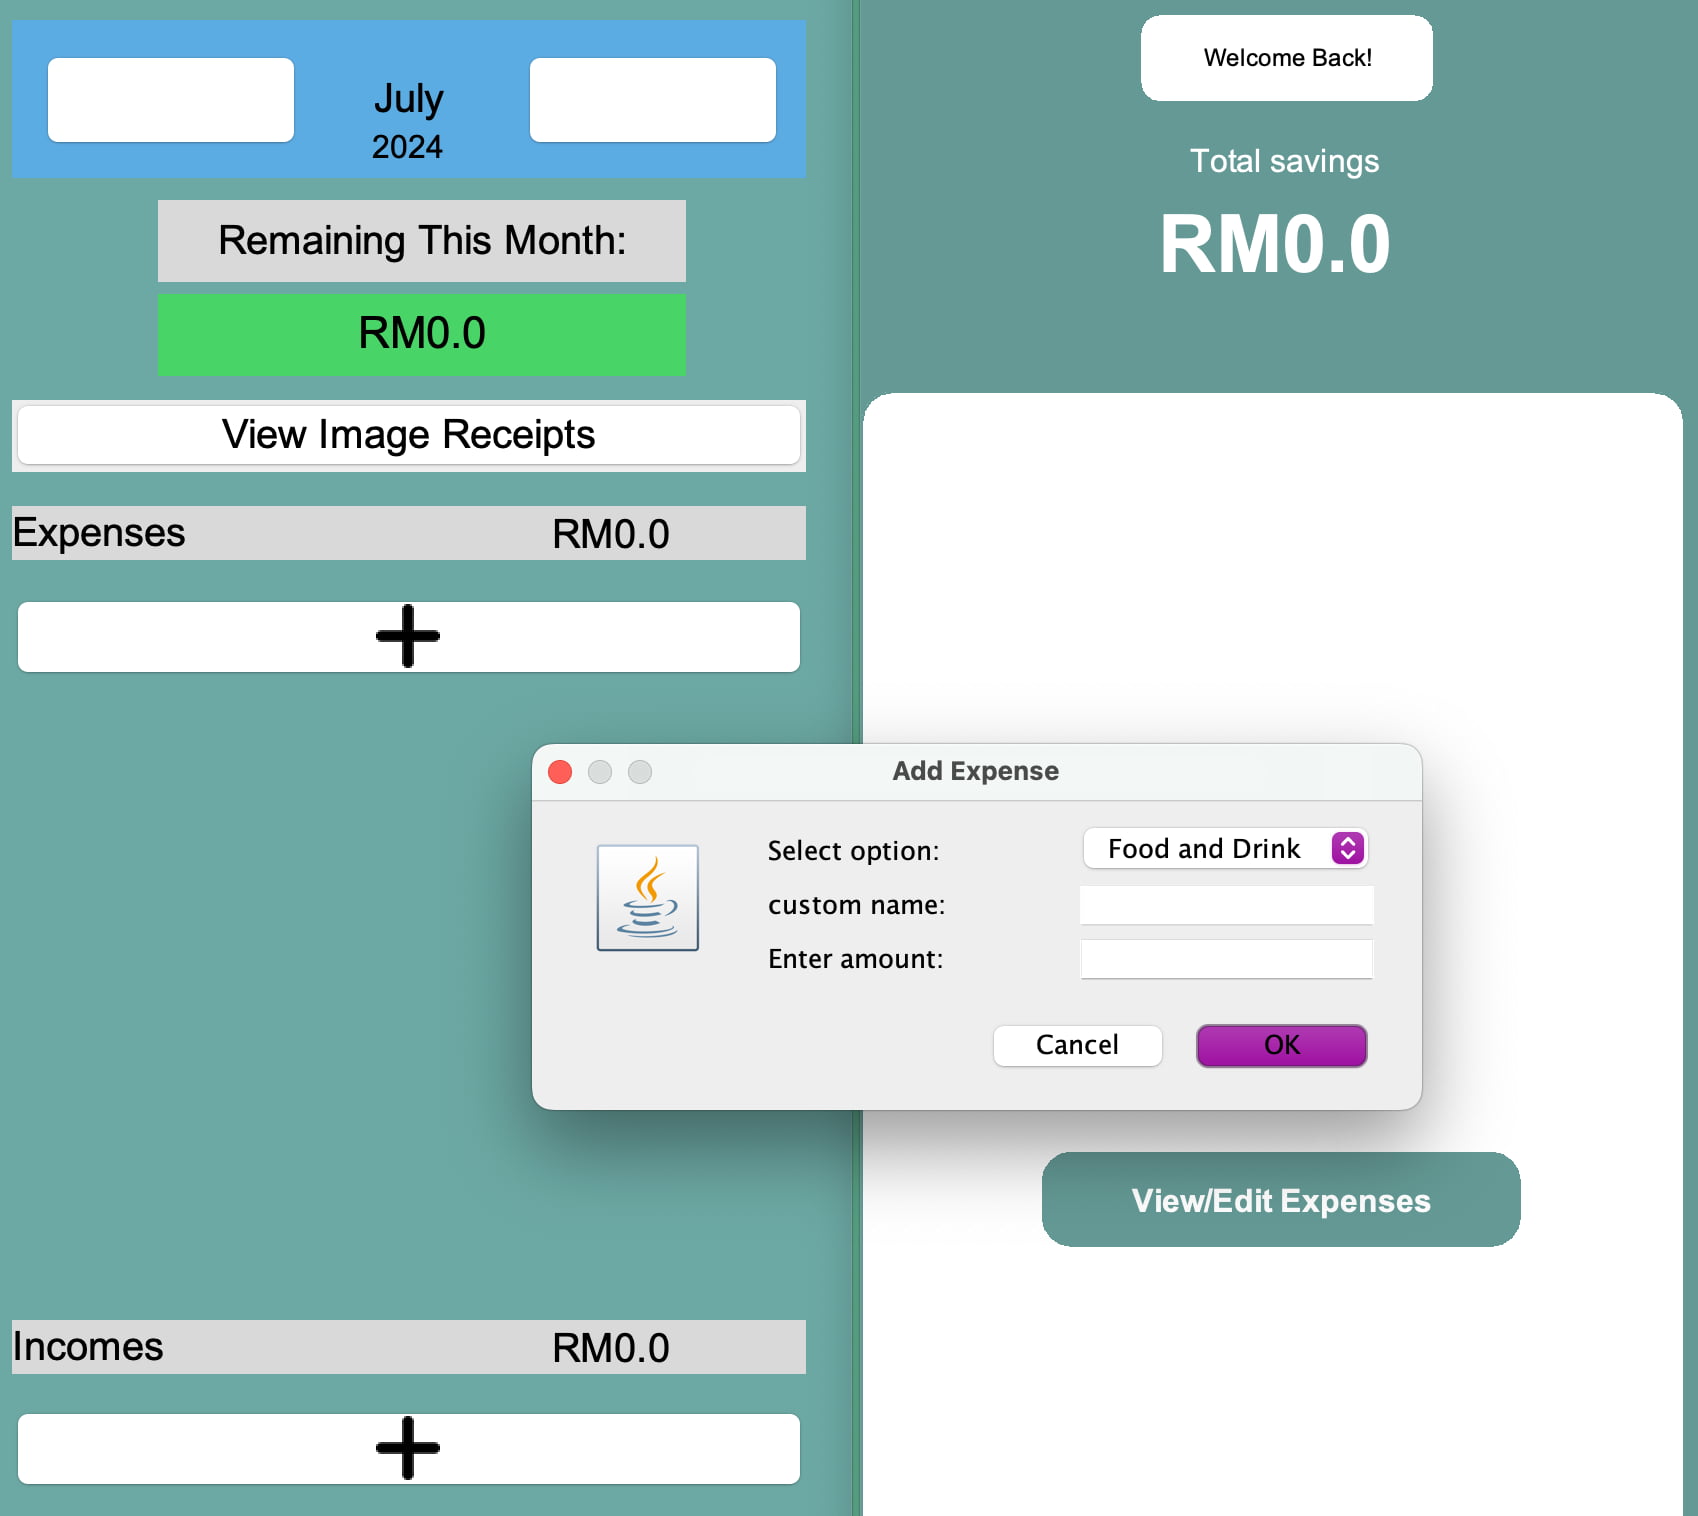 July
2024
Remaining This Month:
RM0.0
View Image Receipts
Expenses RM0.0
Incomes RM0.0
Welcome Back!
Total savings
RM0.0
View/Edit Expenses
Add Expense
Select option: Food and Drink
custom name:
Enter amount:
Cancel OK